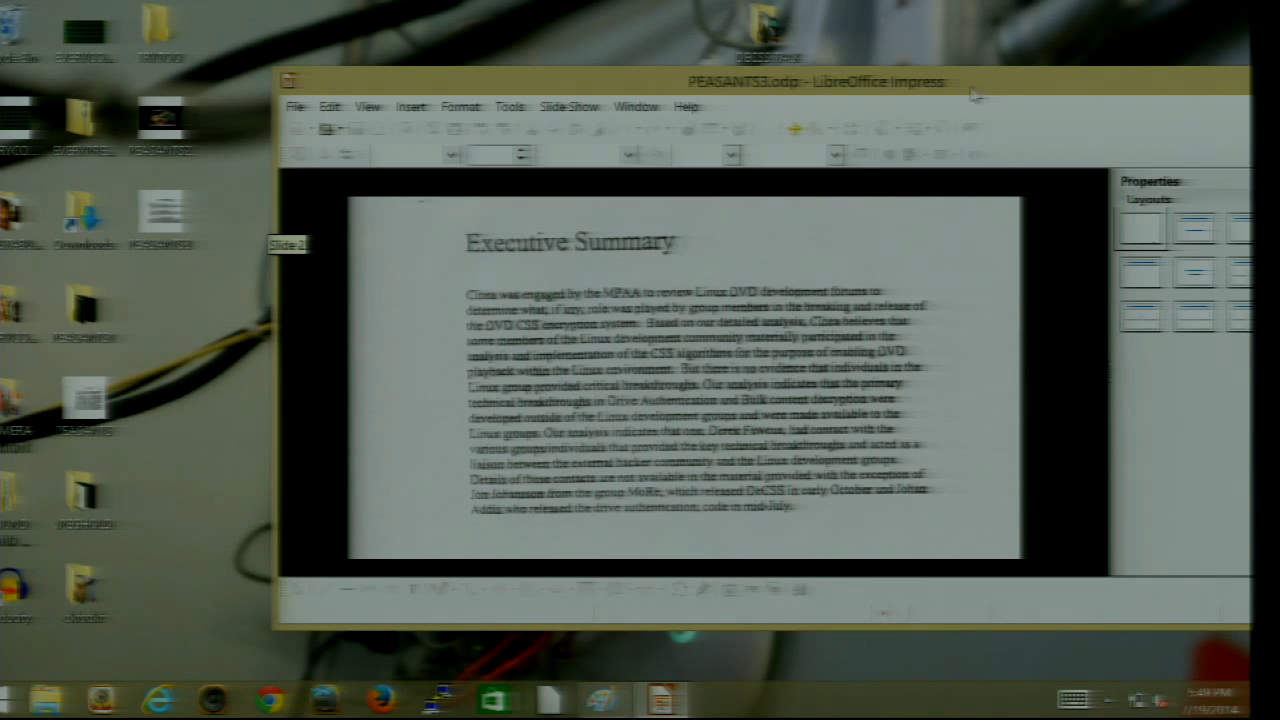 PEASANTS3.odp - LibreOffice Impress
File Edit View Insert Format Tools Slide Show Window Help
Properties
Layouts
Slide 2
Executive Summary
was engaged by the MPAA to review Linux DVD development forums to
determine what, if any, role was played by group members in the breaking and release of
the DVD CSS encryption system. Based on our detailed analysis, believes that
some members of the Linux development community materially participated in the
analysis and implementation of the CSS algorithms for the purpose of enabling DVD
playback within the Linux environment. But there is no evidence that individuals in the
Linux group provided critical breakthroughs. Our analysis indicates that the primary
technical breakthroughs in Drive Authentication and Bulk content decryption were
developed outside of the Linux development groups and were made available to the
Linux groups. Our analysis indicates that one, Derek Fawcus, had contact with the
various groups/individuals that provided the key technical breakthroughs and acted as a
liaison between the external hacker community and the Linux development groups.
Details of those contacts are not available in the material provided with the exception of
Jon Johansson from the group MoRe, which released DeCSS in early October and
who released the drive authentication, code in mid-July.
Downloads
PEASANTS
5:49 PM
7/19/2014